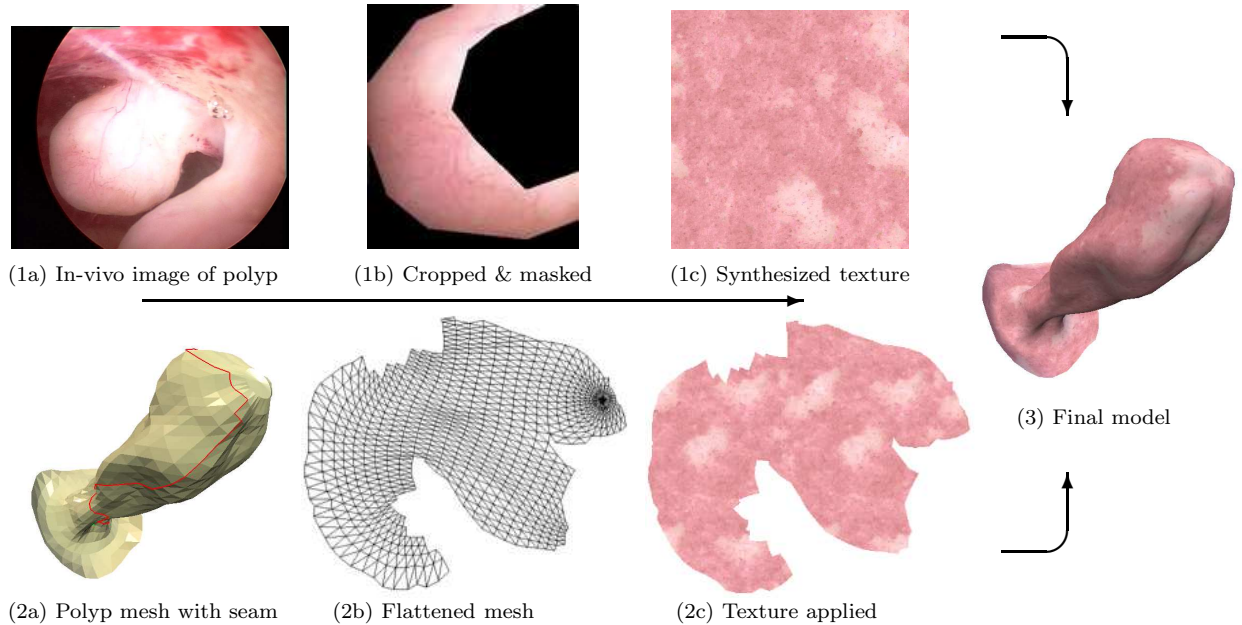 (1a) In-vivo image of polyp
(1b) Cropped & masked
(1c) Synthesized texture
(2a) Polyp mesh with seam
(2b) Flattened mesh
(2c) Texture applied
(3) Final model